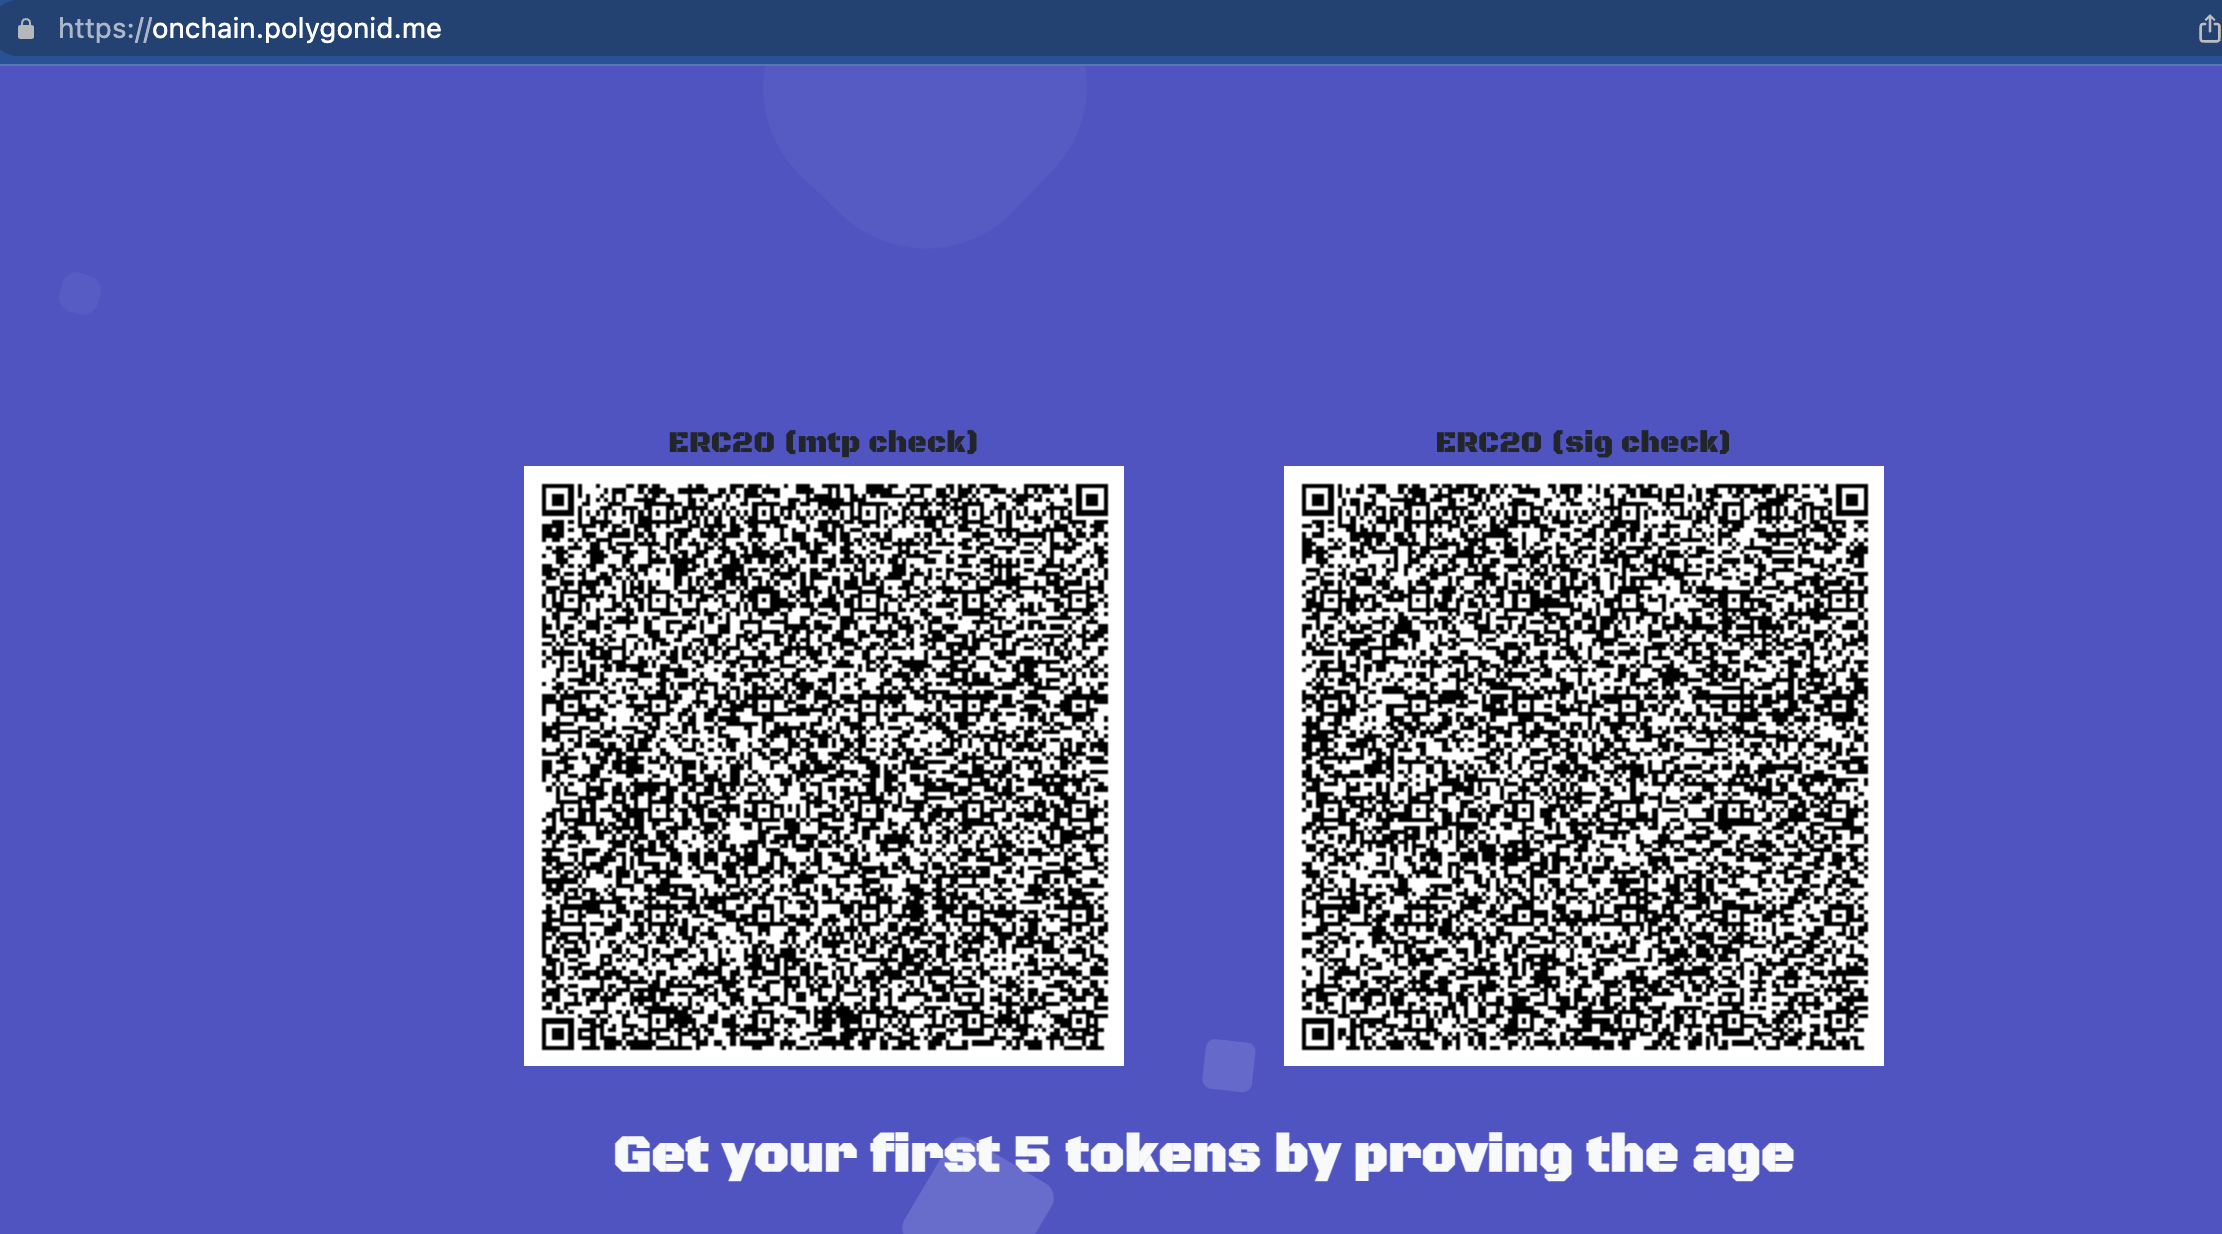 https://onchain.polygonid.me
ERC20 (mtp check)
ERC20 (sig check)
Get your first 5 tokens by proving the age